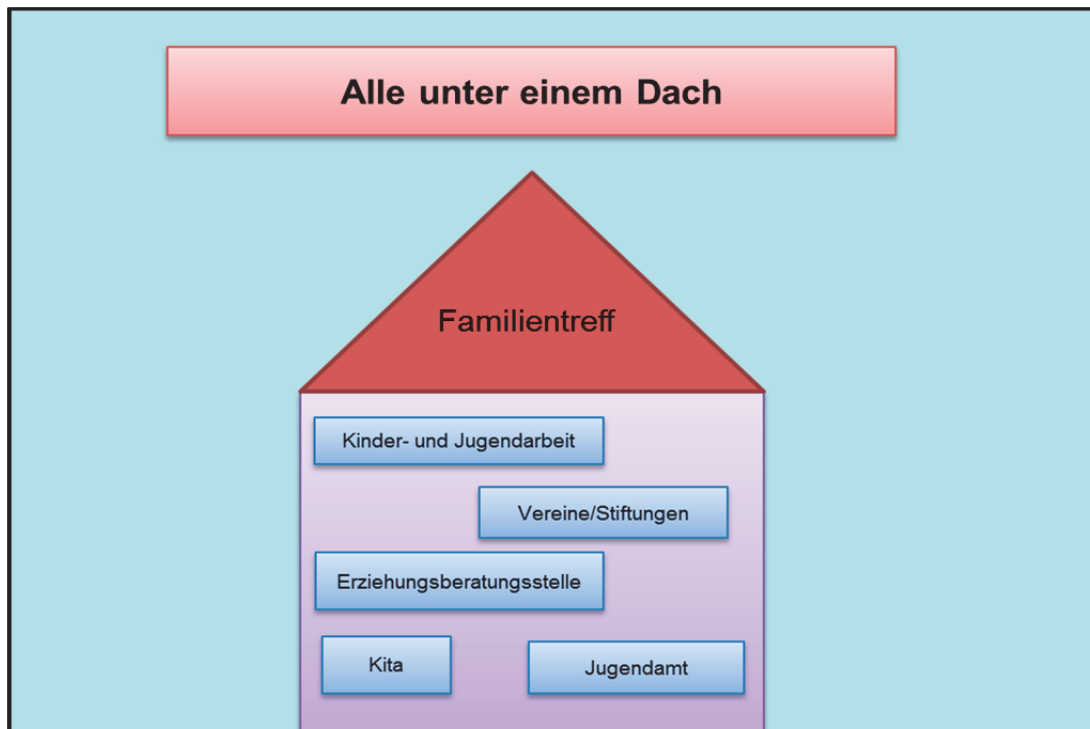 Alle unter einem Dach
Familientreff
Kinder- und Jugendarbeit
Vereine/Stiftungen
Erziehungsberatungsstelle
Kita
Jugendamt